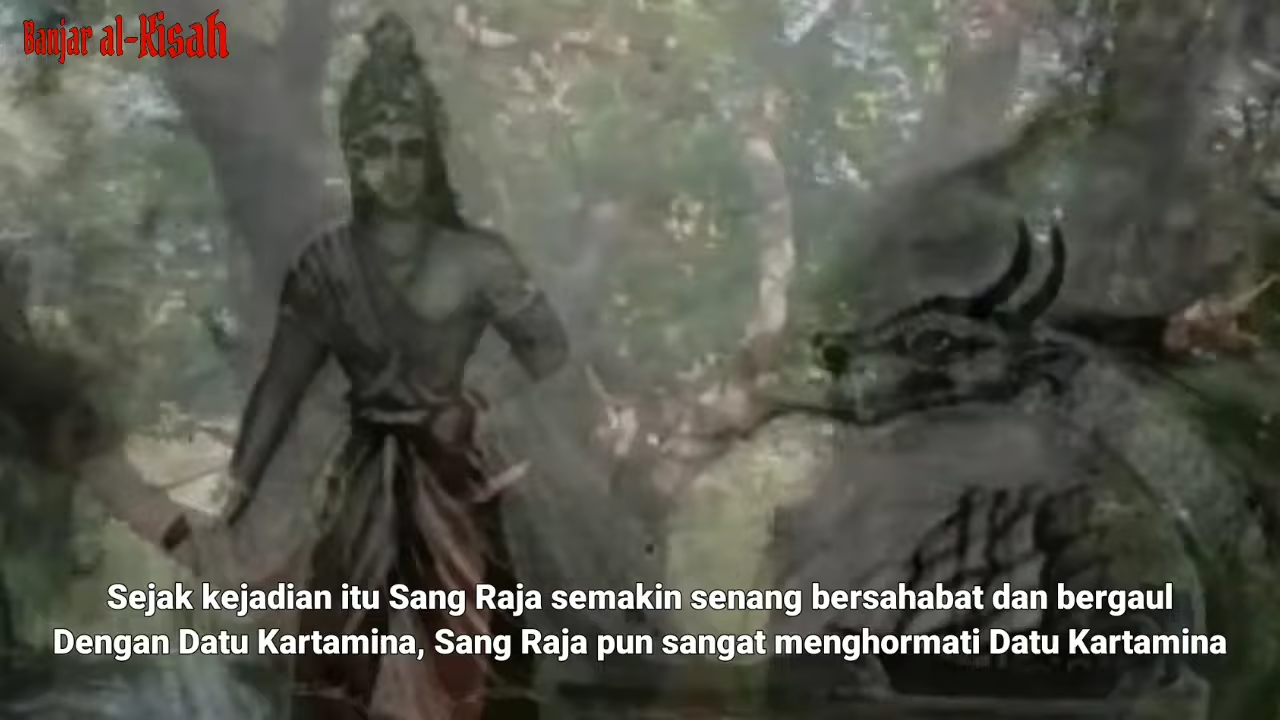 Banjar al-Kisah
Sejak kejadian itu Sang Raja semakin senang bersahabat dan bergaul
Dengan Datu Kartamina, Sang Raja pun sangat menghormati Datu Kartamina